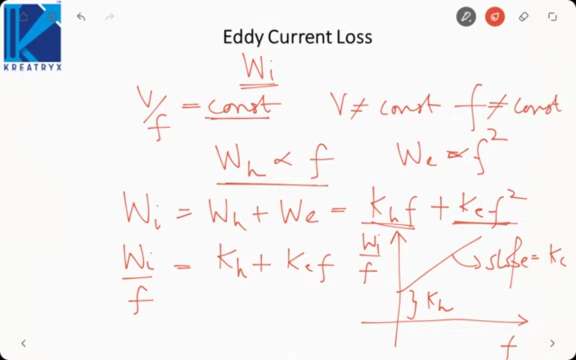 KREATRYX
Eddy Current Loss
Wi
V/f = const V ≠ const f ≠ const
Wh ∝ f We ∝ f²
Wi = Wh + We = Khf + Kef²
Wi/f = Kh + Kef
Wi/f
slope = Ke
Kh
f